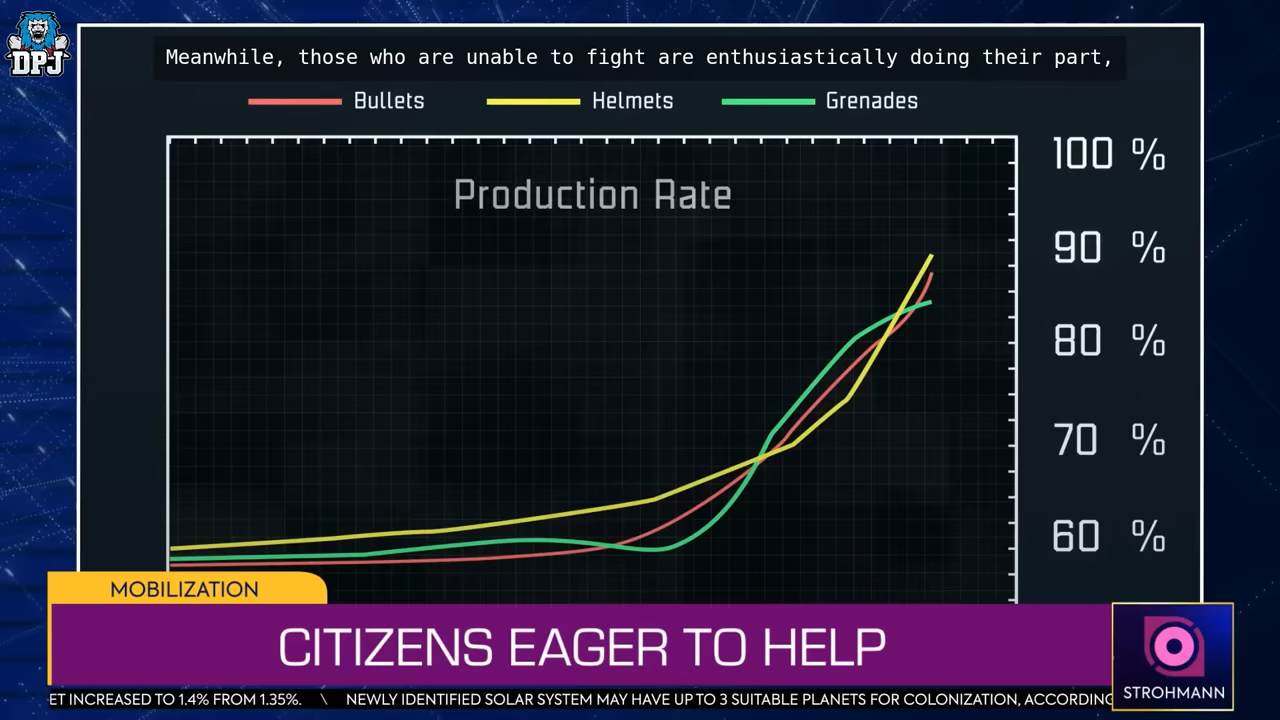 DPJ
Meanwhile, those who are unable to fight are enthusiastically doing their part,
Bullets Helmets Grenades
Production Rate
100 %
90 %
80 %
70 %
60 %
MOBILIZATION
CITIZENS EAGER TO HELP
STROHMANN
ET INCREASED TO 1.4% FROM 1.35%. \ NEWLY IDENTIFIED SOLAR SYSTEM MAY HAVE UP TO 3 SUITABLE PLANETS FOR COLONIZATION, ACCORDING